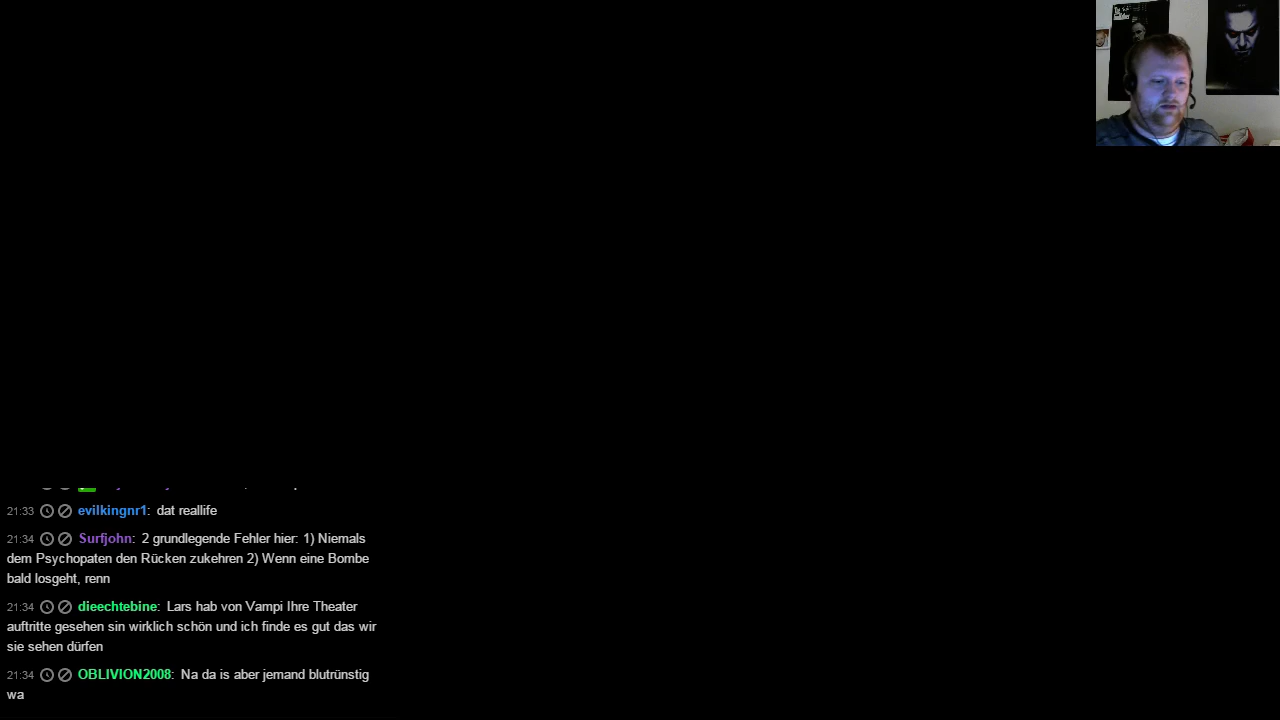 21:33 evilkingnr1: dat reallife
21:34 Surfjohn: 2 grundlegende Fehler hier: 1) Niemals
dem Psychopaten den Rücken zukehren 2) Wenn eine Bombe
bald losgeht, renn
21:34 dieechtebine: Lars hab von Vampi Ihre Theater
auftritte gesehen sin wirklich schön und ich finde es gut das wir
sie sehen dürfen
21:34 OBLIVION2008: Na da is aber jemand blutrünstig
wa